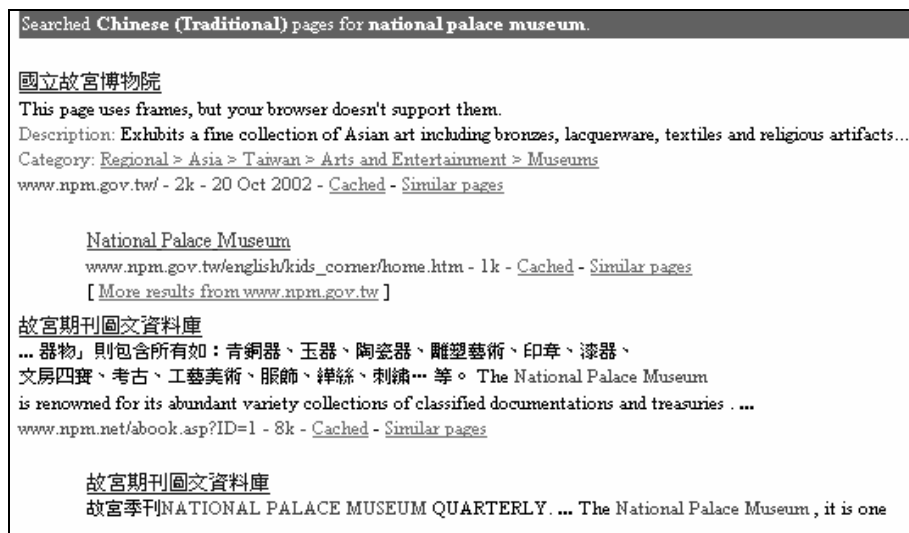 Searched Chinese (Traditional) pages for national palace museum.
國立故宮博物院
This page uses frames, but your browser doesn't support them.
Description: Exhibits a fine collection of Asian art including bronzes, lacquerware, textiles and religious artifacts...
Category: Regional > Asia > Taiwan > Arts and Entertainment > Museums
www.npm.gov.tw/ - 2k - 20 Oct 2002 - Cached - Similar pages
National Palace Museum
www.npm.gov.tw/english/kids_corner/home.htm - 1k - Cached - Similar pages
[ More results from www.npm.gov.tw ]
故宮期刊圖文資料庫
... 器物」則包含所有如：青銅器、玉器、陶瓷器、雕塑藝術、印章、漆器、
文房四寶、考古、工藝美術、服飾、緙絲、刺繡… 等。 The National Palace Museum
is renowned for its abundant variety collections of classified documentations and treasuries . ...
www.npm.net/abook.asp?ID=1 - 8k - Cached - Similar pages
故宮期刊圖文資料庫
故宮季刊NATIONAL PALACE MUSEUM QUARTERLY. ... The National Palace Museum , it is one